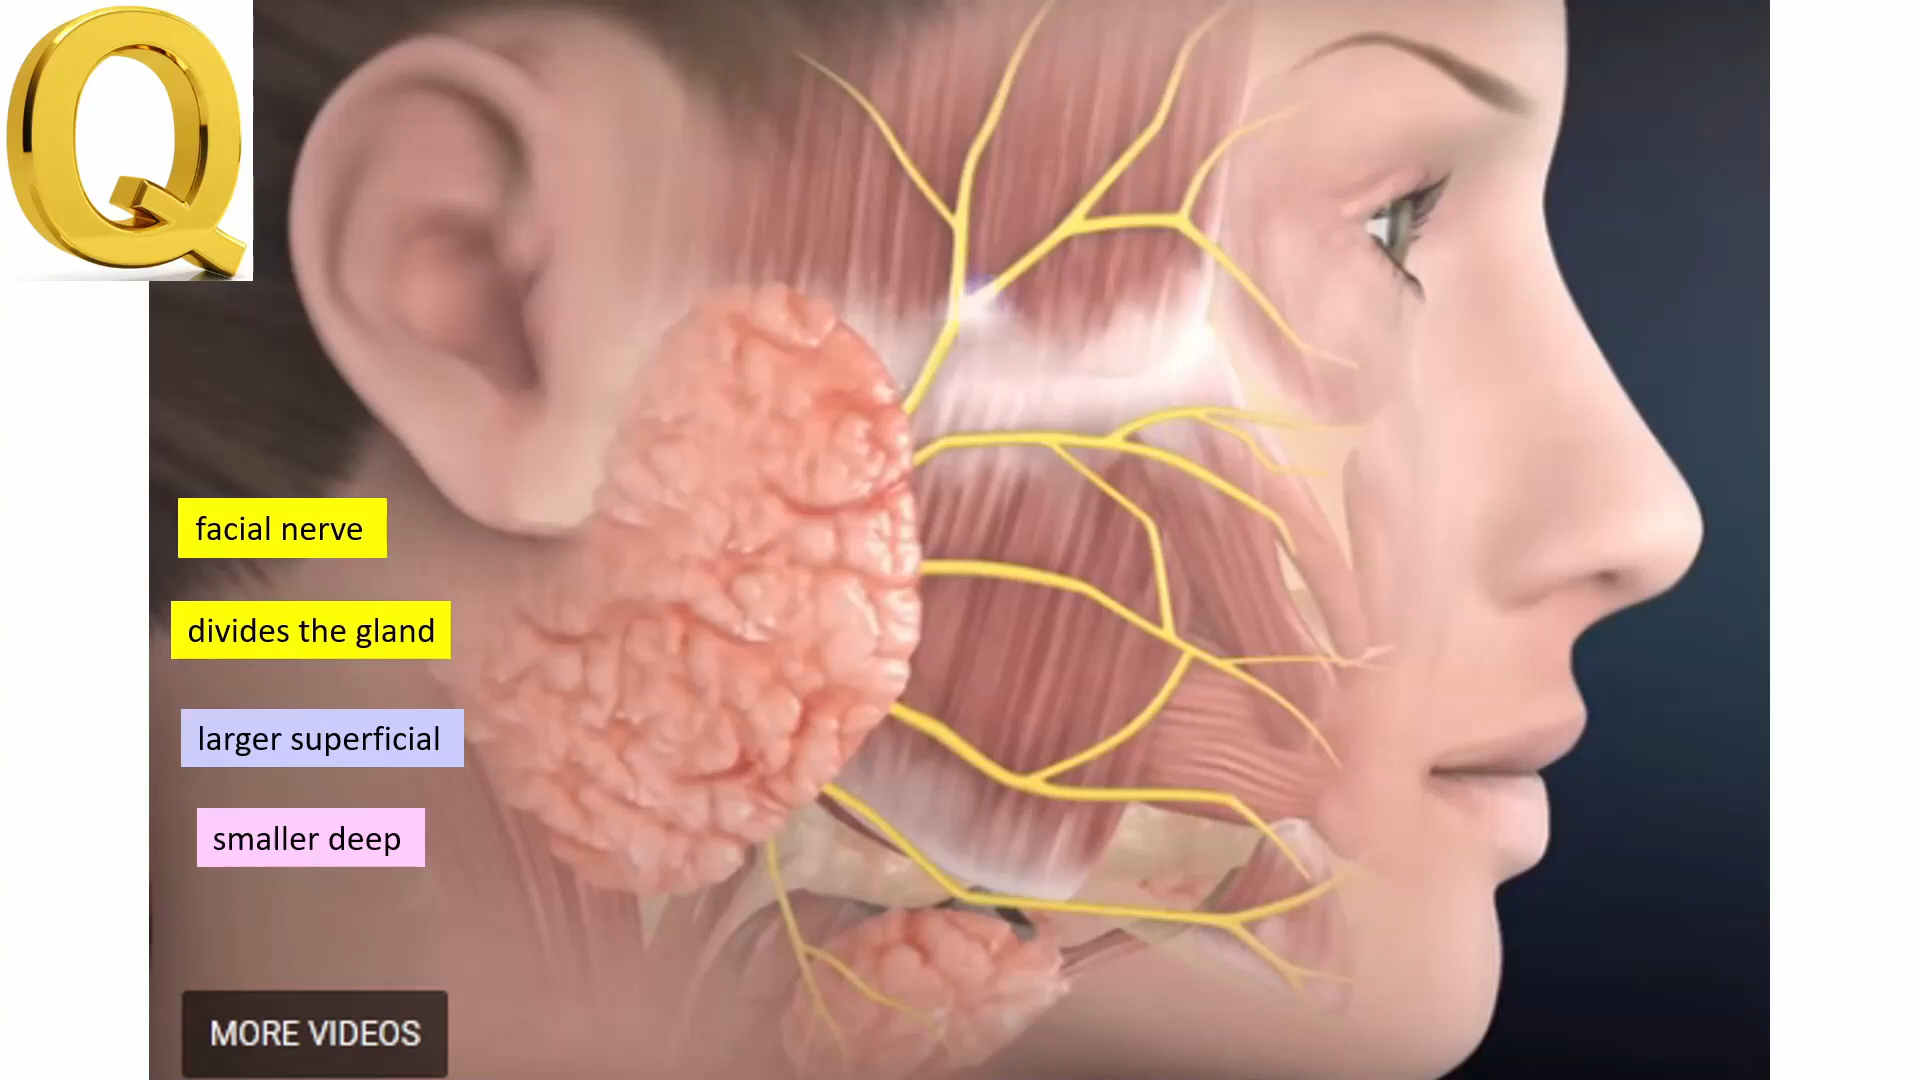 Q
facial nerve
divides the gland
larger superficial
smaller deep
MORE VIDEOS